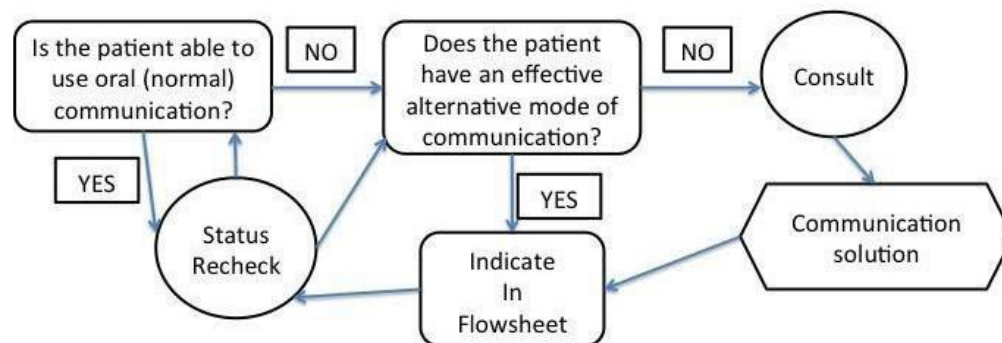 Is the patient able to
use oral (normal)
communication?
NO
Does the patient
have an effective
alternative mode of
communication?
NO
Consult
YES
Status
Recheck
YES
Indicate
In
Flowsheet
Communication
solution